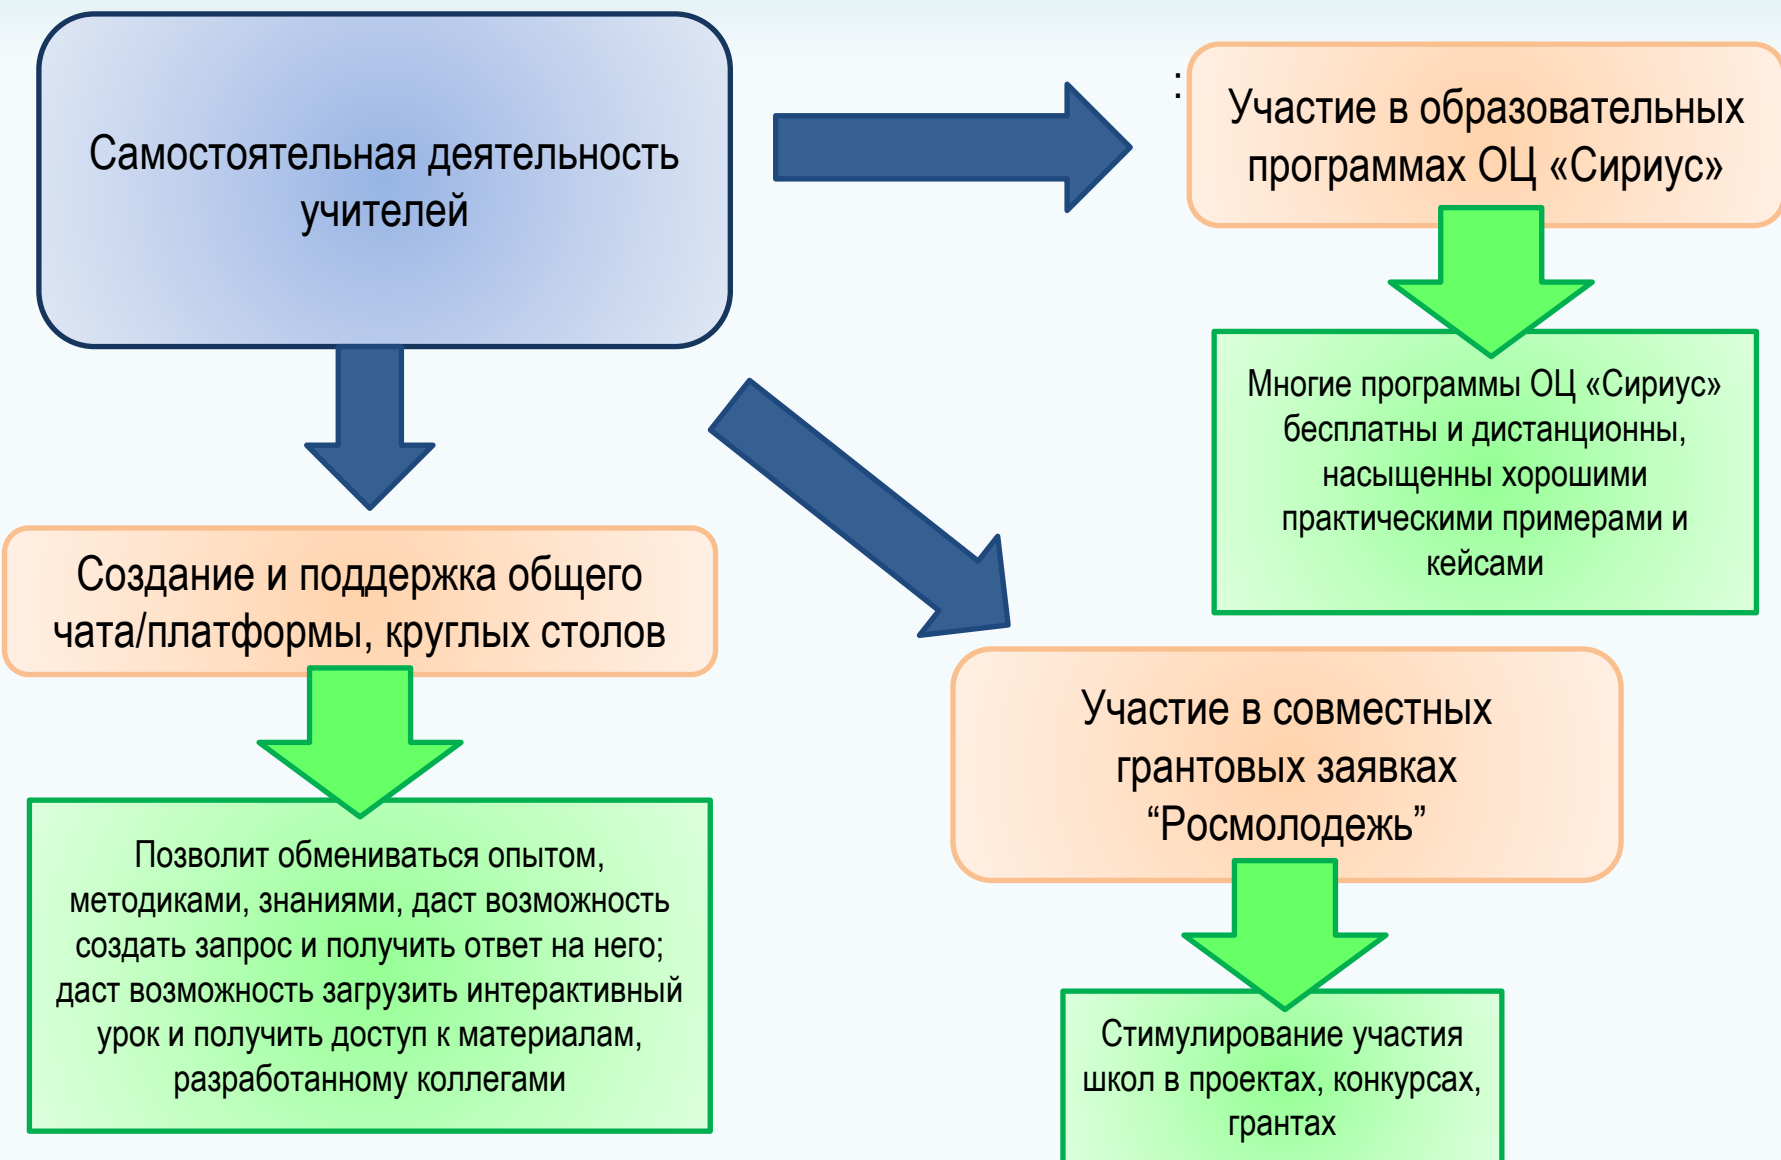 Самостоятельная деятельность
учителей
:
Участие в образовательных
программах ОЦ «Сириус»
Многие программы ОЦ «Сириус»
бесплатны и дистанционны,
насыщенны хорошими
практическими примерами и
кейсами
Создание и поддержка общего
чата/платформы, круглых столов
Позволит обмениваться опытом,
методиками, знаниями, даст возможность
создать запрос и получить ответ на него;
даст возможность загрузить интерактивный
урок и получить доступ к материалам,
разработанному коллегами
Участие в совместных
грантовых заявках
“Росмолодежь”
Стимулирование участия
школ в проектах, конкурсах,
грантах